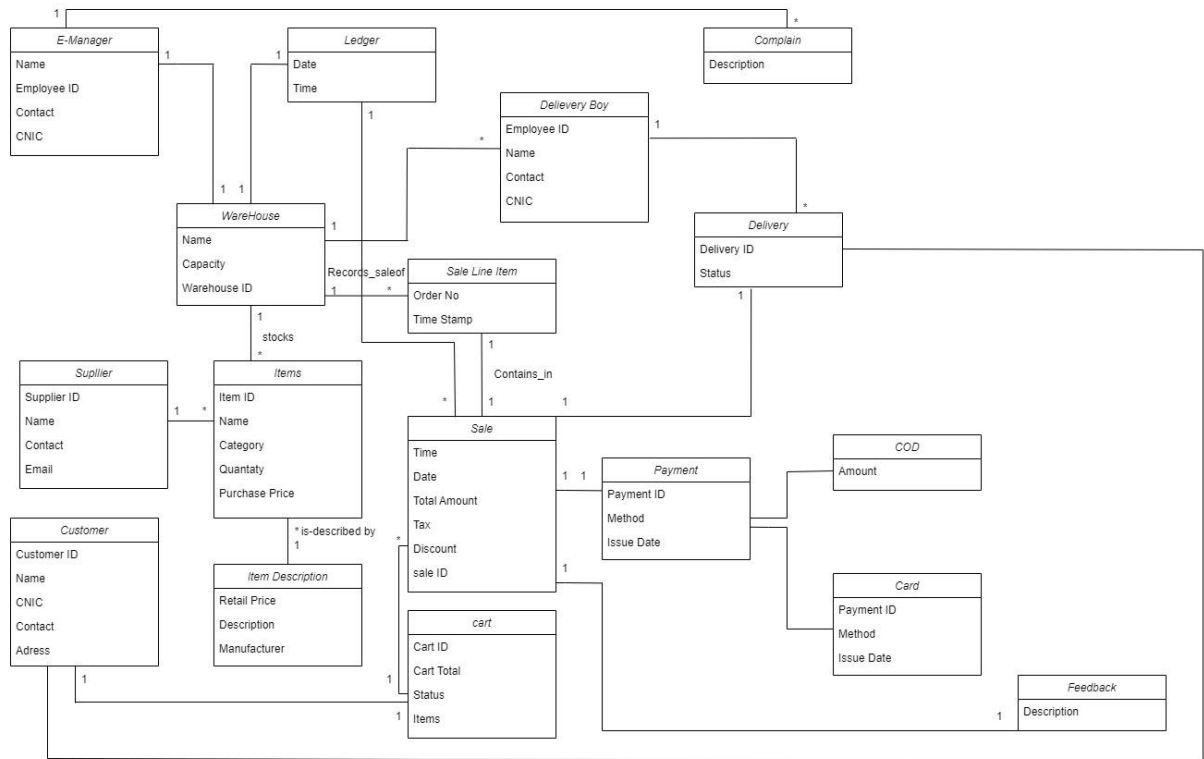 1
*
E-Manager
Name
Employee ID
Contact
CNIC
1
1
Ledger
Date
Time
1
1
1
Complain
Description
Delievery Boy
Employee ID
Name
Contact
CNIC
*
1
*
WareHouse
Name
Capacity
Warehouse ID
1
Records_saleof
1
*
Sale Line Item
Order No
Time Stamp
Delivery
Delivery ID
Status
1
1
stocks
*
1
Contains_in
1
*
1
Supllier
Supplier ID
Name
Contact
Email
1
*
Items
Item ID
Name
Category
Quantaty
Purchase Price
Sale
Time
Date
Total Amount
Tax
Discount
sale ID
1
1
*
1
Payment
Payment ID
Method
Issue Date
COD
Amount
Customer
Customer ID
Name
CNIC
Contact
Adress
1
* is-described by
1
Item Description
Retail Price
Description
Manufacturer
cart
Cart ID
Cart Total
Status
Items
1
1
Card
Payment ID
Method
Issue Date
Feedback
Description
1